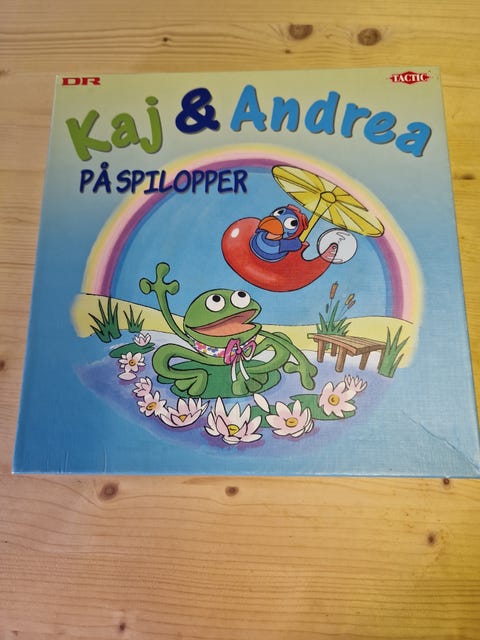 DR
TACTIC
Kaj & Andrea
PÅ SPILOPPER